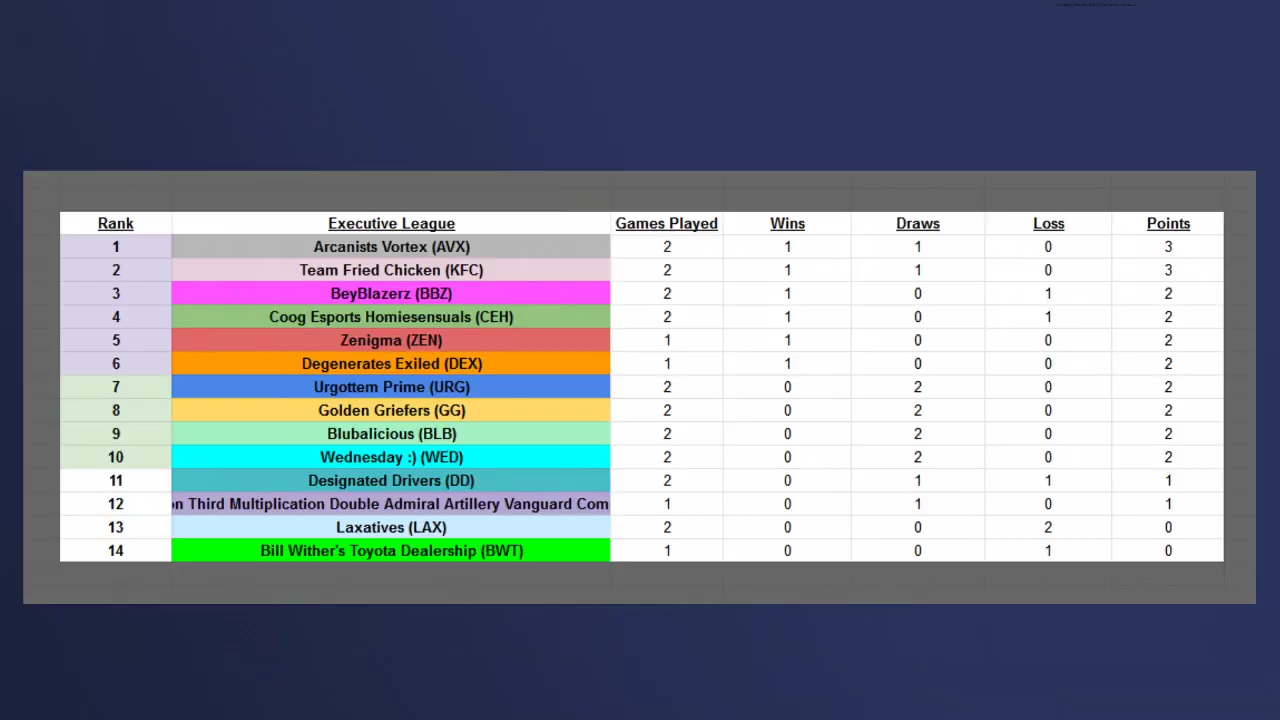 Rank Executive League Games Played Wins Draws Loss Points
1 Arcanists Vortex (AVX) 2 1 1 0 3
2 Team Fried Chicken (KFC) 2 1 1 0 3
3 BeyBlazerz (BBZ) 2 1 0 1 2
4 Coog Esports Homiesensuals (CEH) 2 1 0 1 2
5 Zenigma (ZEN) 1 1 0 0 2
6 Degenerates Exiled (DEX) 1 1 0 0 2
7 Urgottem Prime (URG) 2 0 2 0 2
8 Golden Griefers (GG) 2 0 2 0 2
9 Blubalicious (BLB) 2 0 2 0 2
10 Wednesday :) (WED) 2 0 2 0 2
11 Designated Drivers (DD) 2 0 1 1 1
12 on Third Multiplication Double Admiral Artillery Vanguard Com 1 0 1 0 1
13 Laxatives (LAX) 2 0 0 2 0
14 Bill Wither's Toyota Dealership (BWT) 1 0 0 1 0